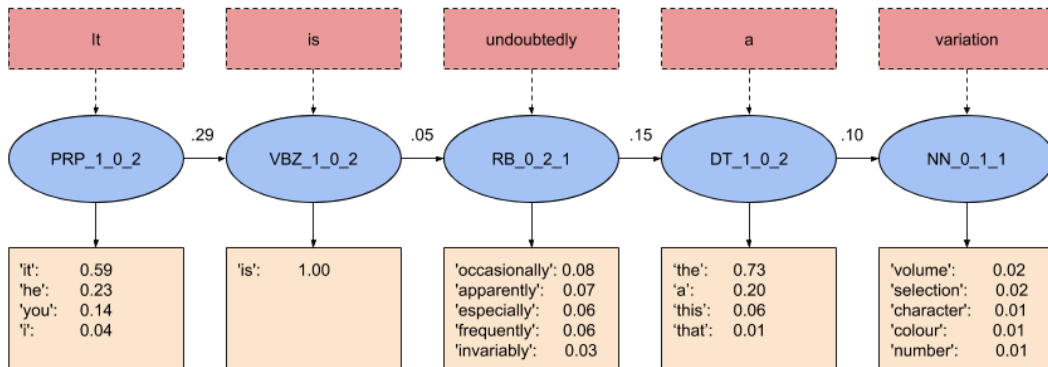 It is undoubtedly a variation
.29 .05 .15 .10
PRP_1_0_2 VBZ_1_0_2 RB_0_2_1 DT_1_0_2 NN_0_1_1
'it': 0.59
'he': 0.23
'you': 0.14
'i': 0.04
'is': 1.00
'occasionally': 0.08
'apparently': 0.07
'especially': 0.06
'frequently': 0.06
'invariably': 0.03
‘the’: 0.73
‘a’: 0.20
‘this’: 0.06
‘that’: 0.01
'volume': 0.02
'selection': 0.02
'character': 0.01
'colour': 0.01
'number': 0.01